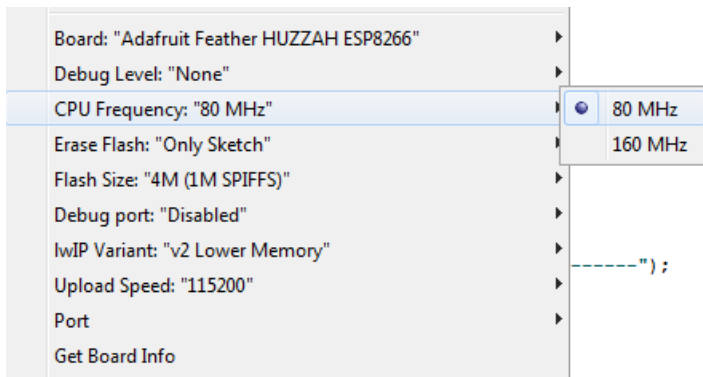 Board: "Adafruit Feather HUZZAH ESP8266"
Debug Level: "None"
CPU Frequency: "80 MHz"
80 MHz
Erase Flash: "Only Sketch"
160 MHz
Flash Size: "4M (1M SPIFFS)"
Debug port: "Disabled"
lwIP Variant: "v2 Lower Memory"
------");
Upload Speed: "115200"
Port
Get Board Info